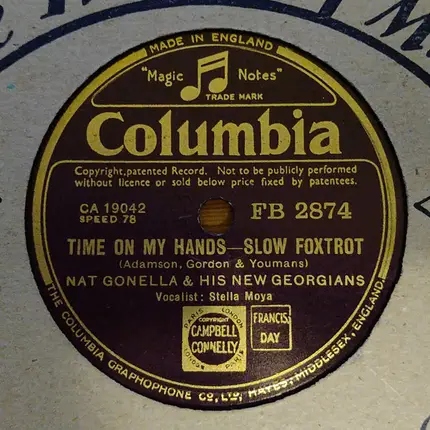 MADE IN ENGLAND
"Magic Notes"
TRADE MARK
Columbia
Copyright, patented Record. Not to be publicly performed
without licence or sold below price fixed by patentees.
CA 19042
SPEED. 78
FB 2874
TIME ON MY HANDS—SLOW FOXTROT
(Adamson, Gordon & Youmans)
NAT GONELLA & HIS NEW GEORGIANS
Vocalist: Stella Moya
PARIS LONDON
COPYRIGHT
CAMPBELL
CONNELLY
FRANCIS
DAY
THE COLUMBIA GRAPHOPHONE CO., LTD., HAYES, MIDDLESEX, ENGLAND.